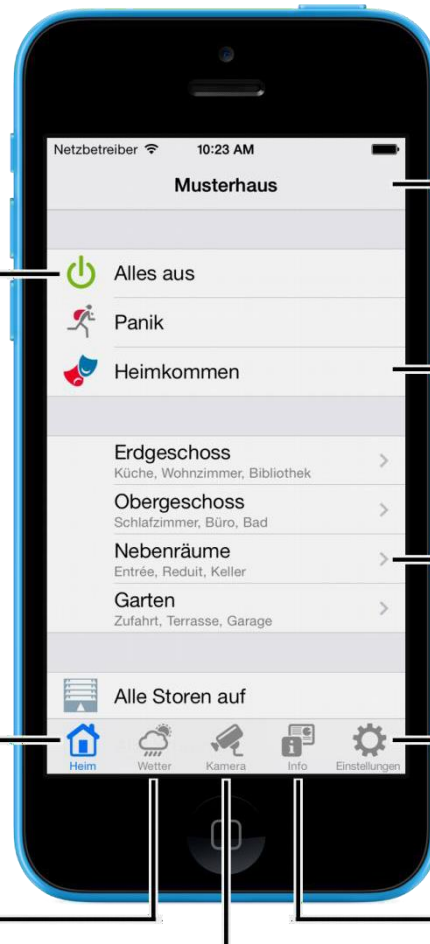 Netzbetreiber 10:23 AM
Musterhaus
Alles aus
Panik
Heimkommen
Erdgeschoss
Küche, Wohnzimmer, Bibliothek
Obergeschoss
Schlafzimmer, Büro, Bad
Nebenräume
Entrée, Reduit, Keller
Garten
Zufahrt, Terrasse, Garage
Alle Storen auf
Heim Wetter Kamera Info Einstellungen